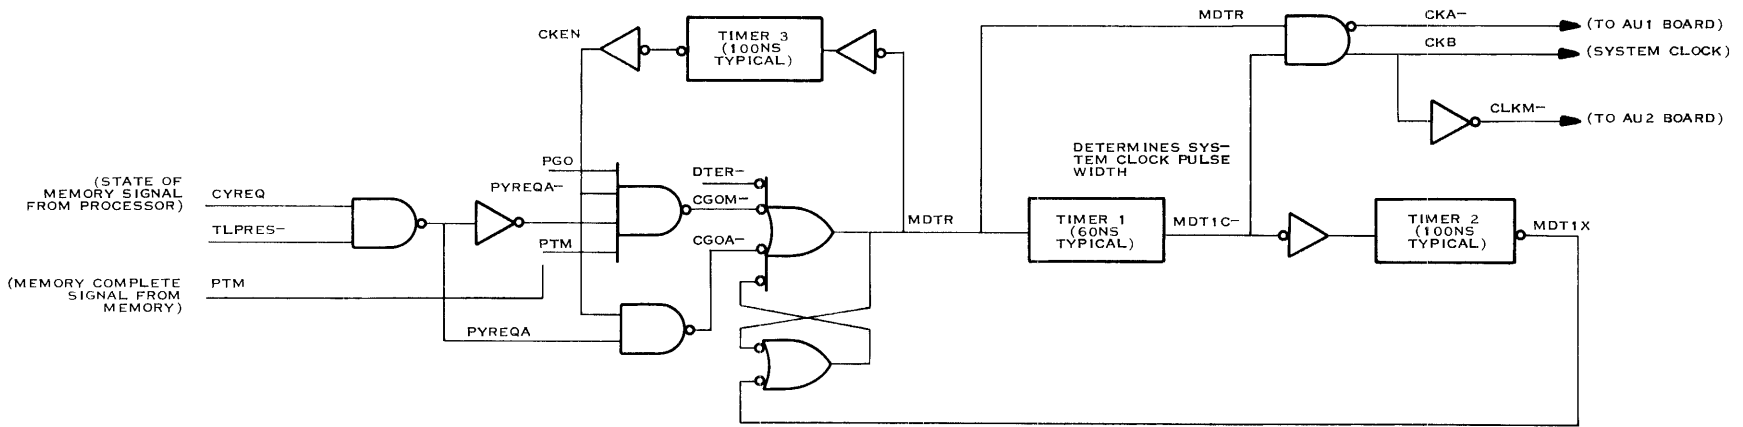 MDTR
CKA-
(TO AU1 BOARD)
CKB
(SYSTEM CLOCK)
CKEN
TIMER 3
(100NS
TYPICAL)
CLKM-
(TO AU2 BOARD)
DETERMINES SYS-
TEM CLOCK PULSE
WIDTH
PGO
DTER-
PYREQA-
CGOM-
(STATE OF
MEMORY SIGNAL
FROM PROCESSOR)
CYREQ
TLPRES-
PTM
CGOA-
MDTR
TIMER 1
(60NS
TYPICAL)
MDT1C-
TIMER 2
(100NS
TYPICAL)
MDT1X
(MEMORY COMPLETE
SIGNAL FROM
MEMORY)
PTM
PYREQA